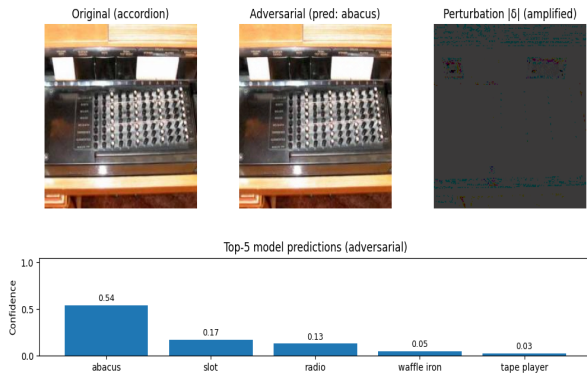 Original (accordion)
Adversarial (pred: abacus)
Perturbation |δ| (amplified)
Top-5 model predictions (adversarial)
Confidence
1.0
0.5
0.0
0.54
0.17
0.13
0.05
0.03
abacus
slot
radio
waffle iron
tape player